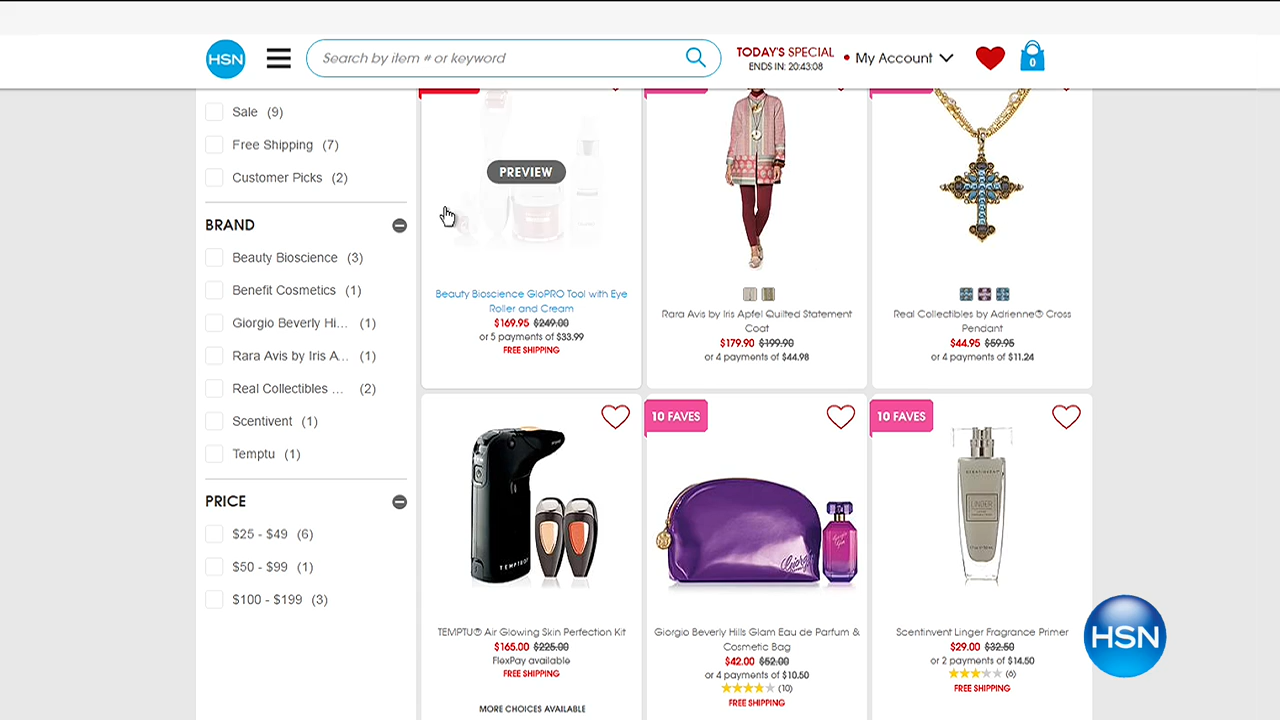 HSN
Search by item # or keyword
TODAY'S SPECIAL
ENDS IN: 20:43:08
My Account
0
Sale (9)
Free Shipping (7)
Customer Picks (2)
BRAND
Beauty Bioscience (3)
Benefit Cosmetics (1)
Giorgio Beverly Hi... (1)
Rara Avis by Iris A... (1)
Real Collectibles ... (2)
Scentivent (1)
Temptu (1)
PRICE
$25 - $49 (6)
$50 - $99 (1)
$100 - $199 (3)
PREVIEW
Beauty Bioscience GloPRO Tool with Eye
Roller and Cream
$169.95 $249.00
or 5 payments of $33.99
FREE SHIPPING
Rara Avis by Iris Apfel Quilted Statement
Coat
$179.90 $199.90
or 4 payments of $44.98
Real Collectibles by Adrienne® Cross
Pendant
$44.95 $59.95
or 4 payments of $11.24
TEMPTU
TEMPTU® Air Glowing Skin Perfection Kit
$165.00 $225.00
FlexPay available
FREE SHIPPING
MORE CHOICES AVAILABLE
10 FAVES
Giorgio
Giorgio Beverly Hills Glam Eau de Parfum &
Cosmetic Bag
$42.00 $52.00
or 4 payments of $10.50
(10)
FREE SHIPPING
10 FAVES
LINGER
Scentinvent Linger Fragrance Primer
$29.00 $32.50
or 2 payments of $14.50
(6)
FREE SHIPPING
HSN